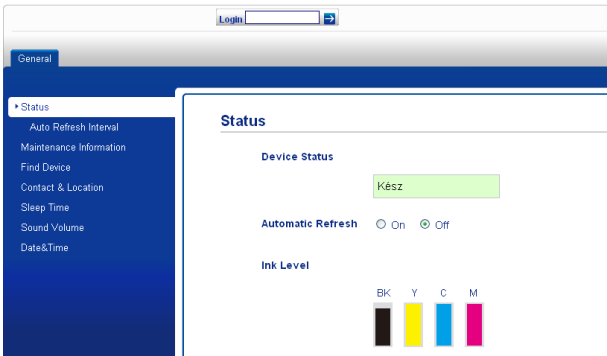 Login
General
Status
Auto Refresh Interval
Maintenance Information
Find Device
Contact & Location
Sleep Time
Sound Volume
Date&Time
Status
Device Status
Kész
Automatic Refresh On Off
Ink Level
BK Y C M